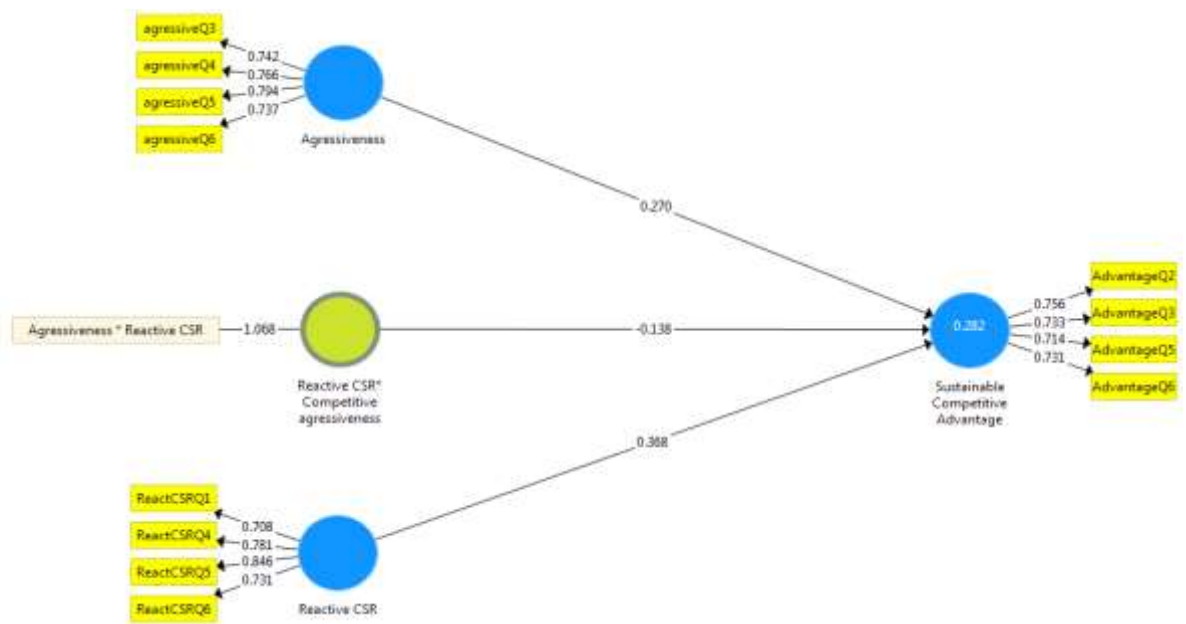 agressiveQ3
agressiveQ4
agressiveQ5
agressiveQ6
0.742
0.766
0.794
0.737
Agressiveness
0.270
Agressiveness * Reactive CSR
1.068
Reactive CSR*
Competitive
agressiveness
-0.138
0.282
Sustainable
Competitive
Advantage
0.756
0.733
0.714
0.731
AdvantageQ2
AdvantageQ3
AdvantageQ5
AdvantageQ6
0.368
ReactCSRQ1
ReactCSRQ4
ReactCSRQ5
ReactCSRQ6
0.708
0.781
0.846
0.731
Reactive CSR